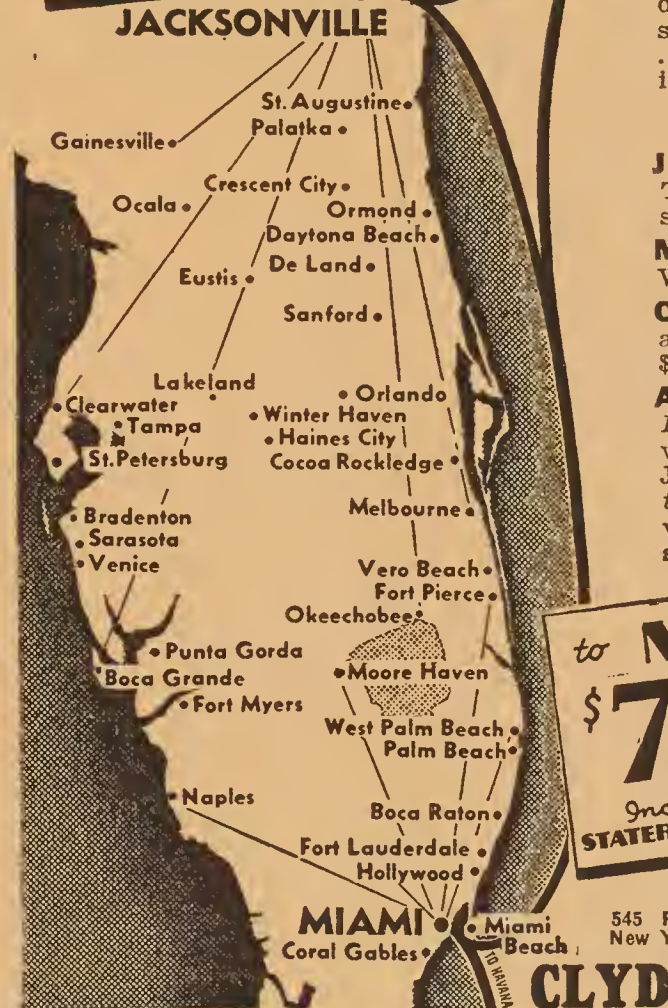 JACKSONVILLE
St. Augustine
Palatka
Gainesville
Crescent City
Ocala
Ormond
Daytona Beach
De Land
Eustis
Sanford
Lakeland
Orlando
Clearwater
Winter Haven
Tampa
Haines City
St. Petersburg
Cocoa Rockledge
Melbourne
Bradenton
Sarasota
Venice
Vero Beach
Fort Pierce
Okeechobee
Punta Gorda
Moore Haven
Boca Grande
Fort Myers
West Palm Beach
Palm Beach
Naples
Boca Raton
Fort Lauderdale
Hollywood
MIAMI
Miami
Beach
Coral Gables
TO HAVANA
to N
$7
Inc
STATER
545
New Y
CLYD